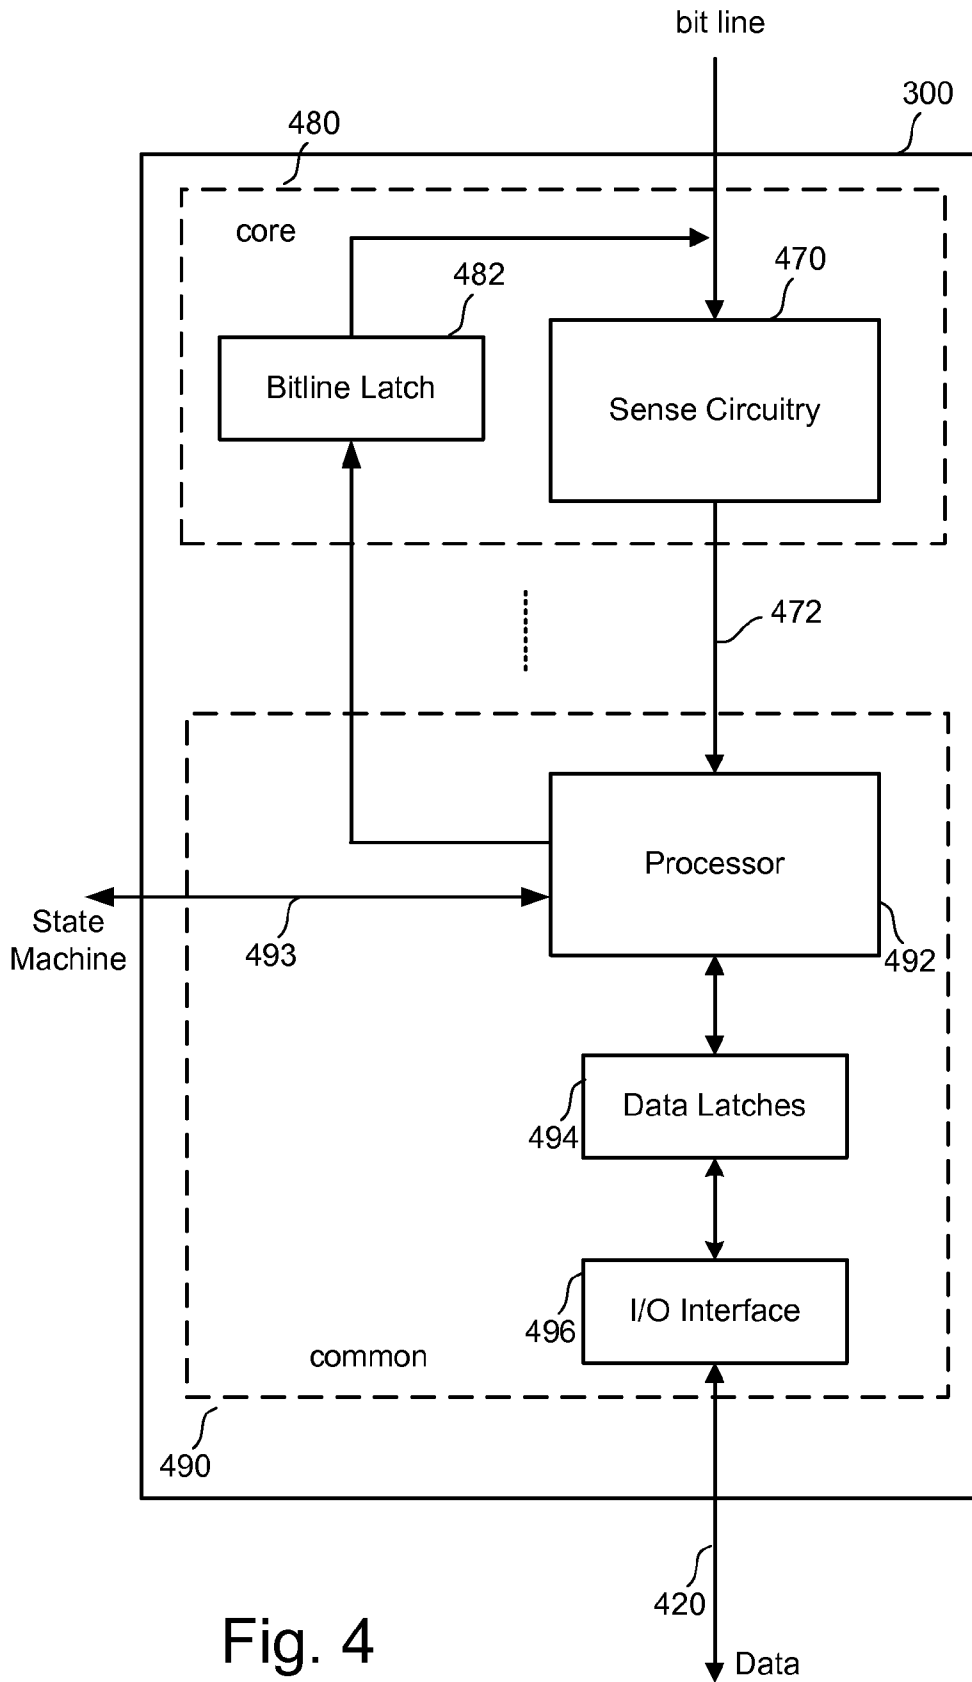 bit line
300
480
core
482
470
Bitline Latch
Sense Circuitry
472
Processor
State
Machine
493
492
Data Latches
494
I/O Interface
496
common
490
420
Fig. 4
Data